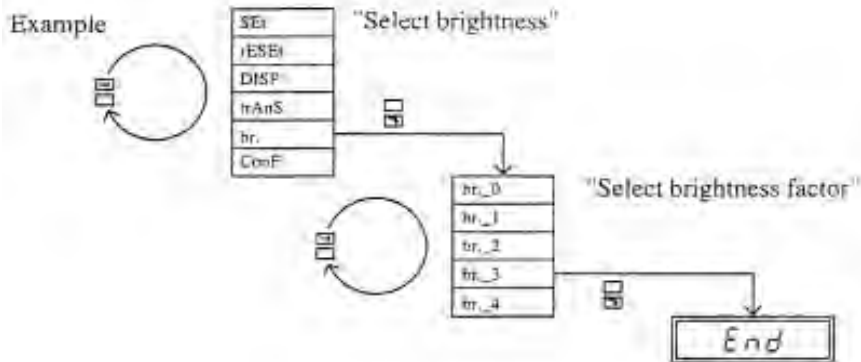 Example
"Select brightness"
SEt
rESEt
DISP
trAnS
br.
ConF
"Select brightness factor"
br._0
br._1
br._2
br._3
br._4
End